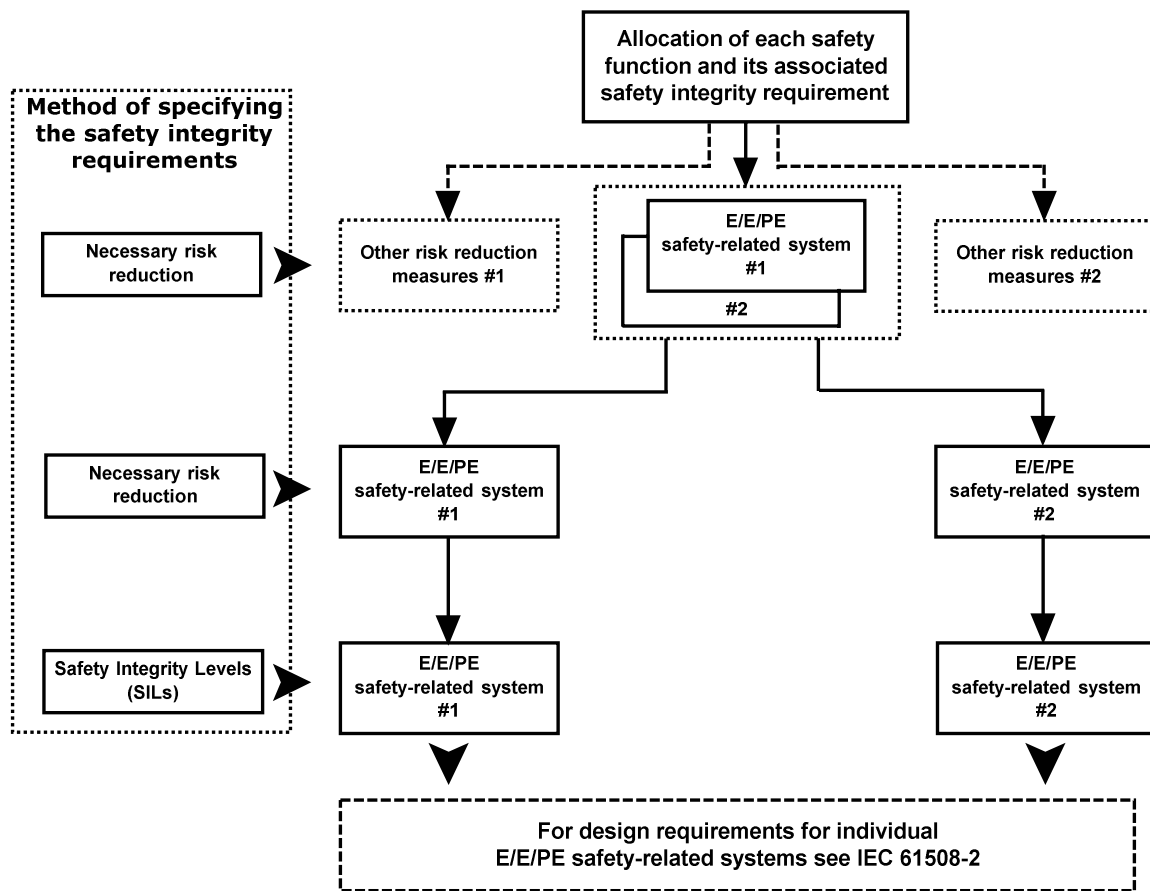 Allocation of each safety
function and its associated
safety integrity requirement
Method of specifying
the safety integrity
requirements
Necessary risk
reduction
Other risk reduction
measures #1
E/E/PE
safety-related system
#1
#2
Other risk reduction
measures #2
Necessary risk
reduction
E/E/PE
safety-related system
#1
E/E/PE
safety-related system
#2
Safety Integrity Levels
(SILs)
E/E/PE
safety-related system
#1
E/E/PE
safety-related system
#2
For design requirements for individual
E/E/PE safety-related systems see IEC 61508-2